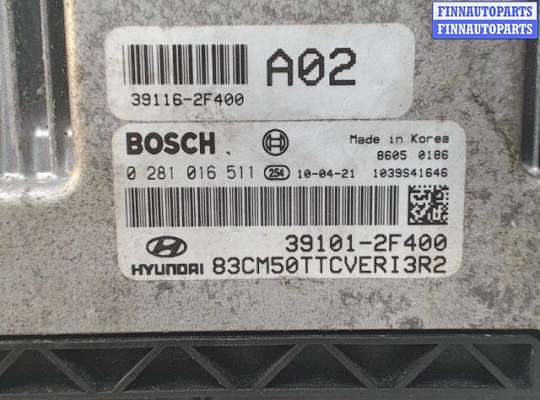 FINNAUTOPARTS
FINNAUTOPARTS
FINNAUTOPARTS
A02
39116-2F400
BOSCH
Made in Korea
8605 0186
0 281 016 511 254 10-04-21 1039S41646
39101-2F400
HYUNDAI 83CM50TTCVERI3R2